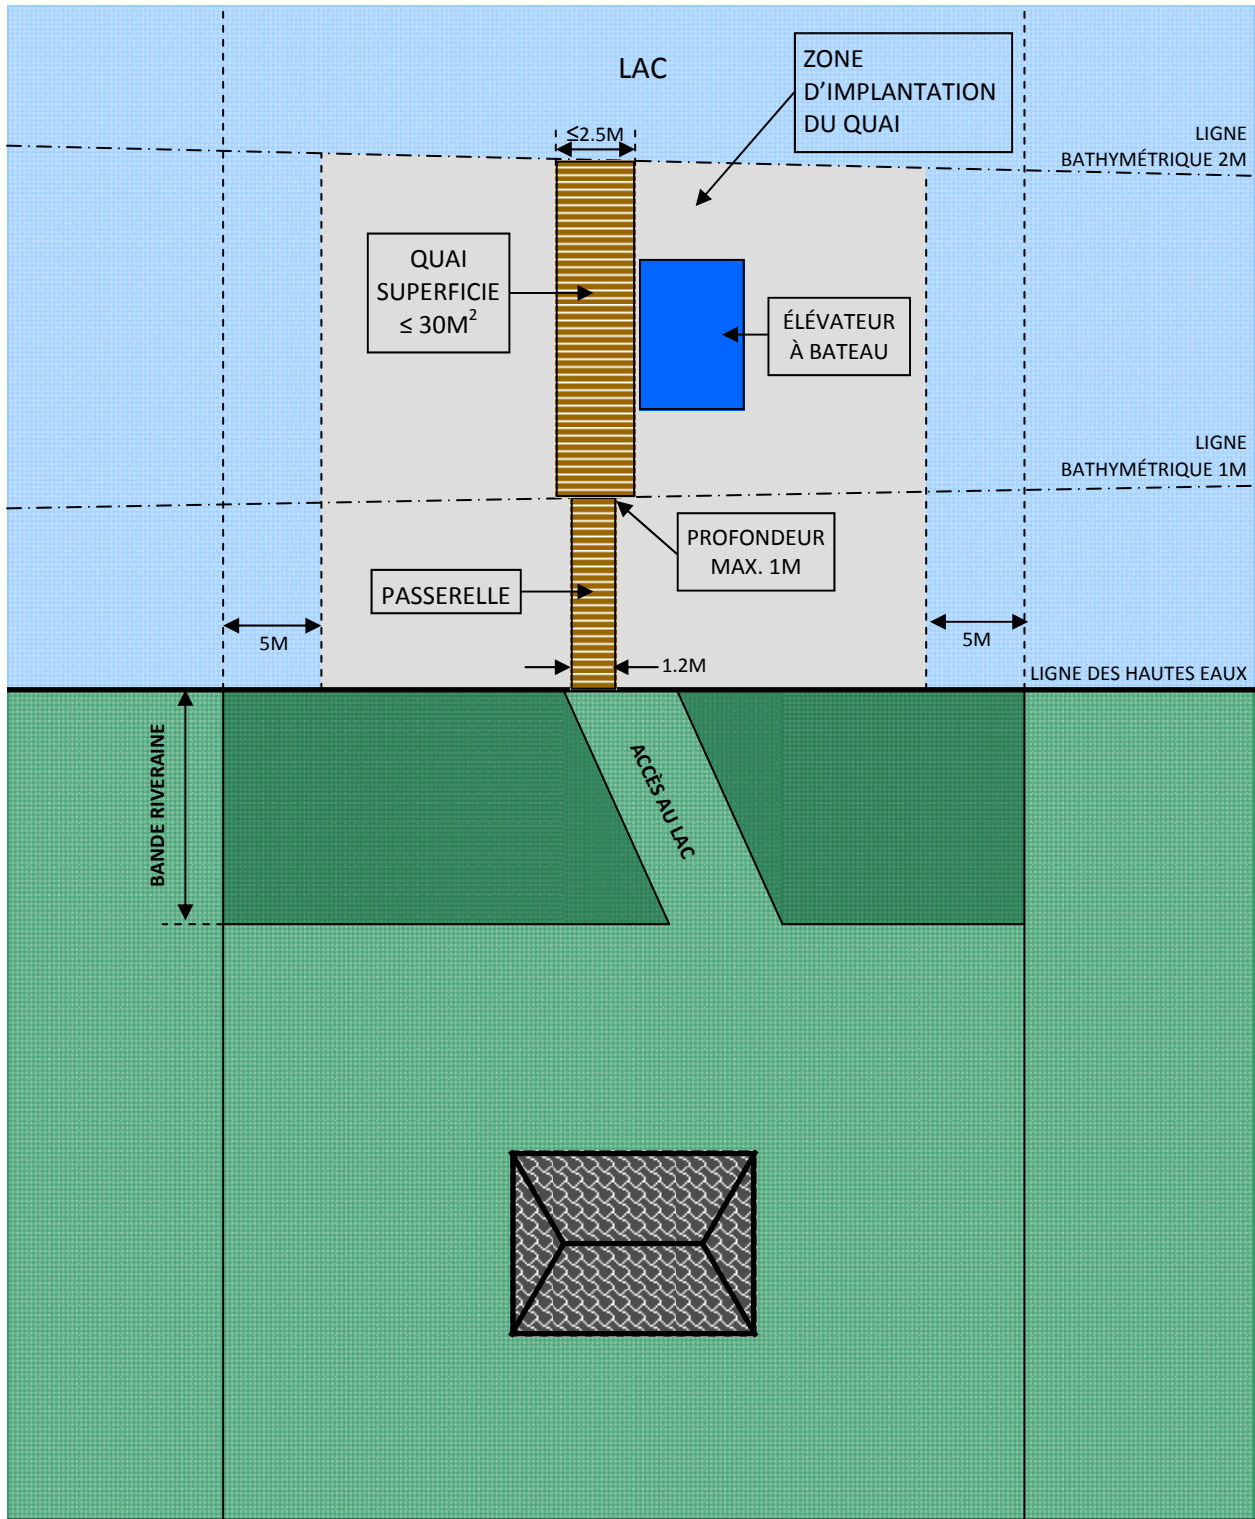 LAC
ZONE
D’IMPLANTATION
DU QUAI
≤2.5M
LIGNE
BATHYMÉTRIQUE 2M
QUAI
SUPERFICIE
≤ 30M²
ÉLÉVATEUR
À BATEAU
LIGNE
BATHYMÉTRIQUE 1M
PROFONDEUR
MAX. 1M
PASSERELLE
5M
5M
1.2M
LIGNE DES HAUTES EAUX
BANDE RIVERAINE
ACCÈS AU LAC